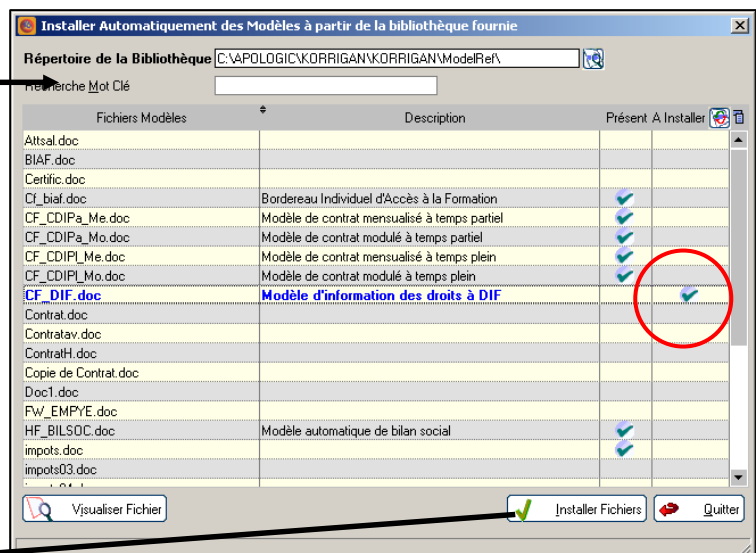 Installer Automatiquement des Modèles à partir de la bibliothèque fournie
Répertoire de la Bibliothèque C:\APOLOGIC\KORRIGAN\KORRIGAN\ModelRef\
Recherche Mot Clé
Fichiers Modèles Description Présent A Installer
Attsal.doc
BIAF.doc
Certific.doc
Cf_biaf.doc Bordereau Individuel d'Accès à la Formation
CF_CDIPa_Me.doc Modèle de contrat mensualisé à temps partiel
CF_CDIPa_Mo.doc Modèle de contrat modulé à temps partiel
CF_CDIPl_Me.doc Modèle de contrat mensualisé à temps plein
CF_CDIPl_Mo.doc Modèle de contrat modulé à temps plein
CF_DIF.doc Modèle d'information des droits à DIF
Contrat.doc
Contratav.doc
ContratH.doc
Copie de Contrat.doc
Doc1.doc
FW_EMPYE.doc
HF_BILSOC.doc Modèle automatique de bilan social
impots.doc
impots03.doc
Visualiser Fichier Installer Fichiers Quitter